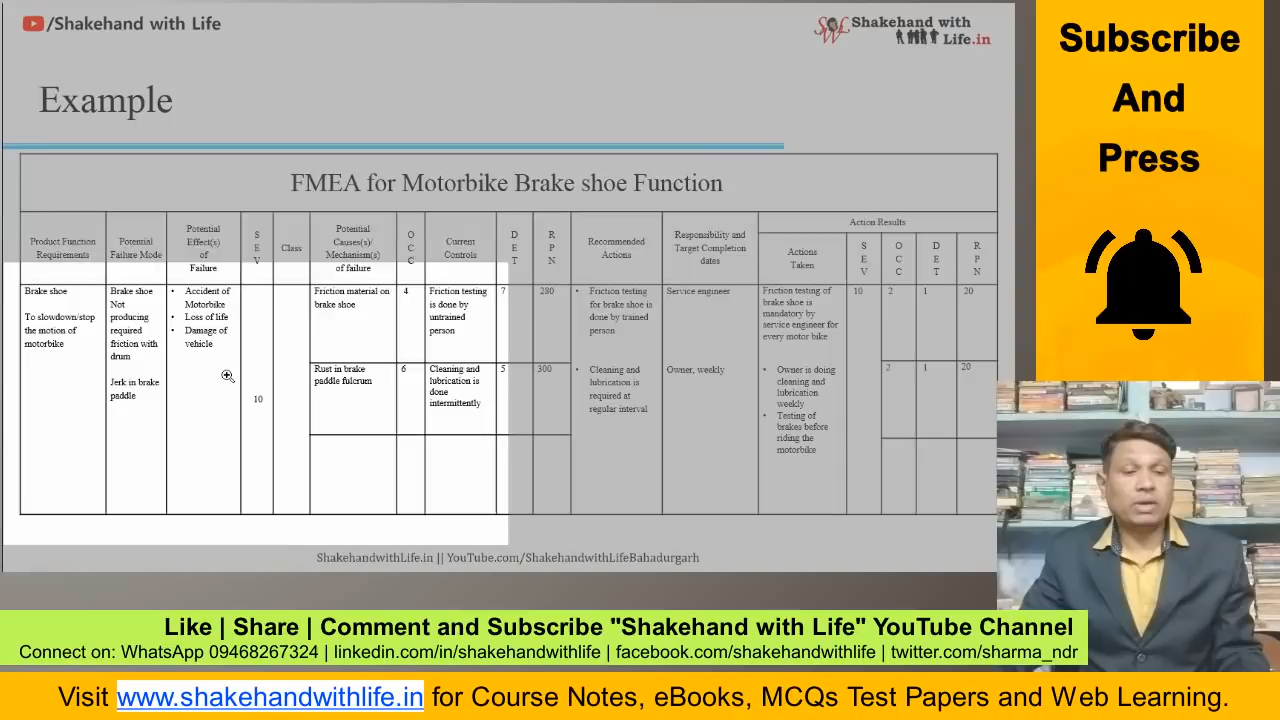 /Shakehand with Life
Shakehand with
Life.in
Subscribe
And
Press
Example
FMEA for Motorbike Brake shoe Function
Product Function
Requirements
Potential
Failure Mode
Potential
Effect(s)
of
Failure
S
E
V
Class
Potential
Causes(s)/
Mechanism(s)
of failure
O
C
C
Current
Controls
D
E
T
R
P
N
Recommended
Actions
Responsibility and
Target Completion
dates
Action Results
Actions
Taken
S
E
V
O
C
C
D
E
T
R
P
N
Brake shoe
To slowdown/stop
the motion of
motorbike
Brake shoe
Not
producing
required
friction with
drum
Jerk in brake
paddle
• Accident of
Motorbike
• Loss of life
• Damage of
vehicle
10
Friction material on
brake shoe
4
Friction testing
is done by
untrained
person
7
280
• Friction testing
for brake shoe is
done by trained
person
Service engineer
Friction testing of
brake shoe is
mandatory by
service engineer for
every motor bike
10
2
1
20
Rust in brake
paddle fulcrum
6
Cleaning and
lubrication is
done
intermittently
5
300
• Cleaning and
lubrication is
required at
regular interval
Owner, weekly
• Owner is doing
cleaning and
lubrication
weekly
• Testing of
brakes before
riding the
motorbike
2
1
20
ShakehandwithLife.in || YouTube.com/ShakehandwithLifeBahadurgarh
Like | Share | Comment and Subscribe "Shakehand with Life" YouTube Channel
Connect on: WhatsApp 09468267324 | linkedin.com/in/shakehandwithlife | facebook.com/shakehandwithlife | twitter.com/sharma_ndr
Visit www.shakehandwithlife.in for Course Notes, eBooks, MCQs Test Papers and Web Learning.